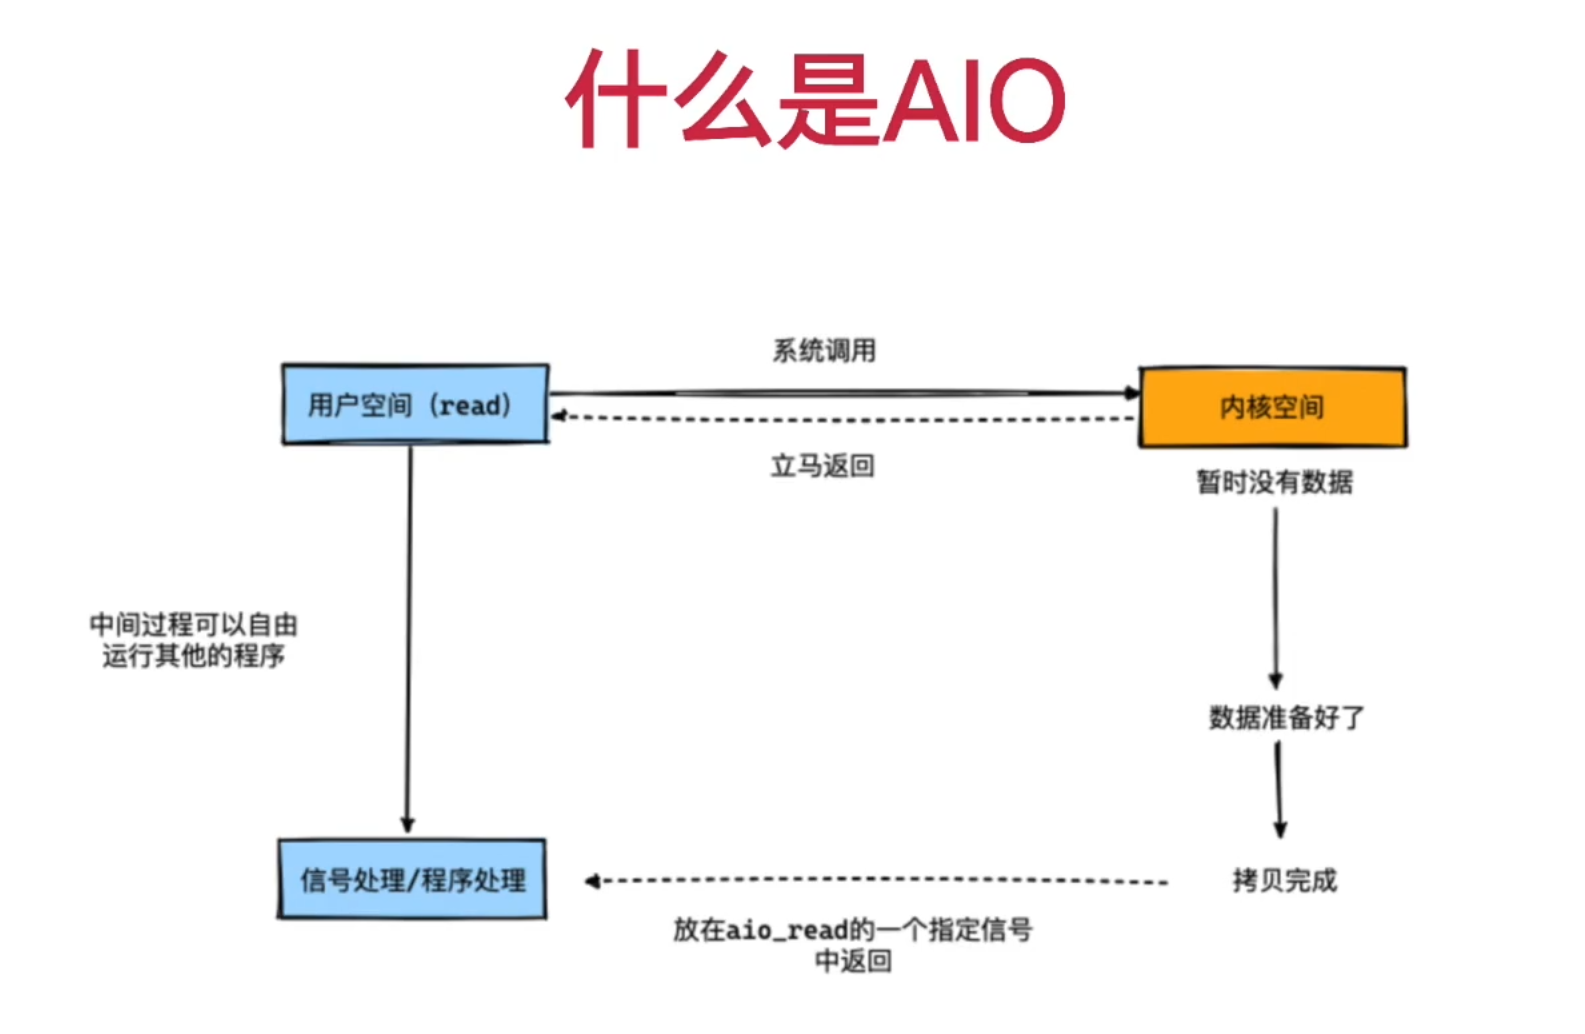 什么是AIO
系统调用
用户空间（read）
内核空间
立马返回
暂时没有数据
中间过程可以自由
运行其他的程序
数据准备好了
信号处理/程序处理
拷贝完成
放在aio_read的一个指定信号
中返回